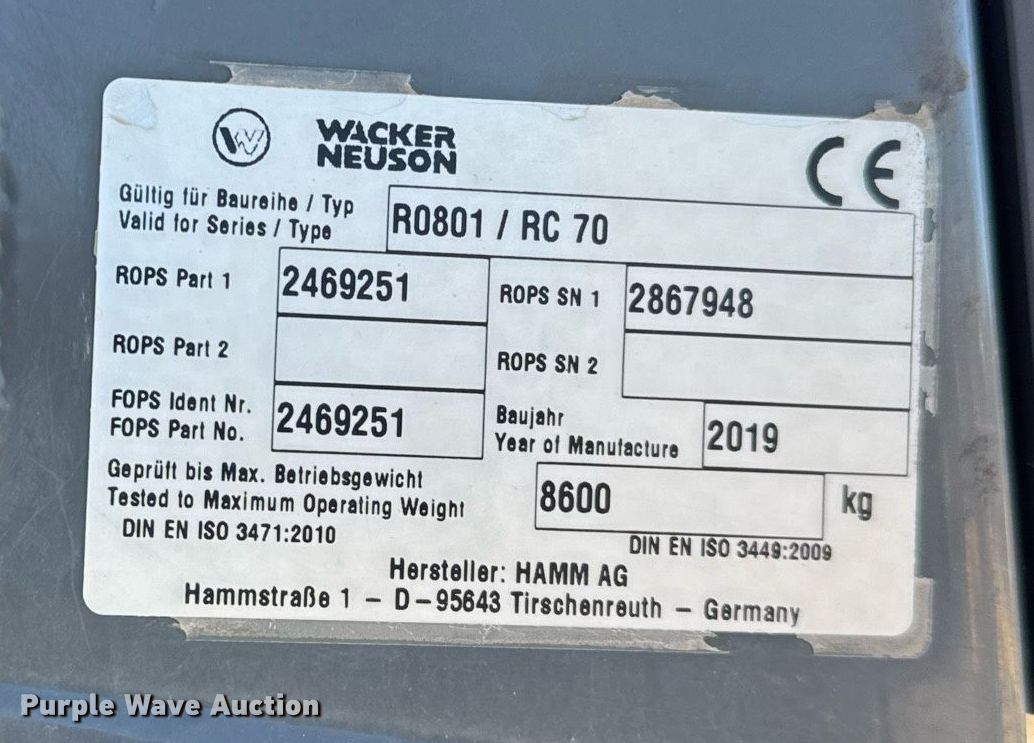 W
WACKER
NEUSON
CE
Gültig für Baureihe / Typ
Valid for Series / Type
R0801 / RC 70
ROPS Part 1
2469251
ROPS SN 1
2867948
ROPS Part 2
ROPS SN 2
FOPS Ident Nr.
FOPS Part No.
2469251
Baujahr
Year of Manufacture
2019
Geprüft bis Max. Betriebsgewicht
Tested to Maximum Operating Weight
8600
kg
DIN EN ISO 3471:2010
DIN EN ISO 3449:2009
Hersteller: HAMM AG
Hammstraße 1 – D–95643 Tirschenreuth – Germany
Purple Wave Auction